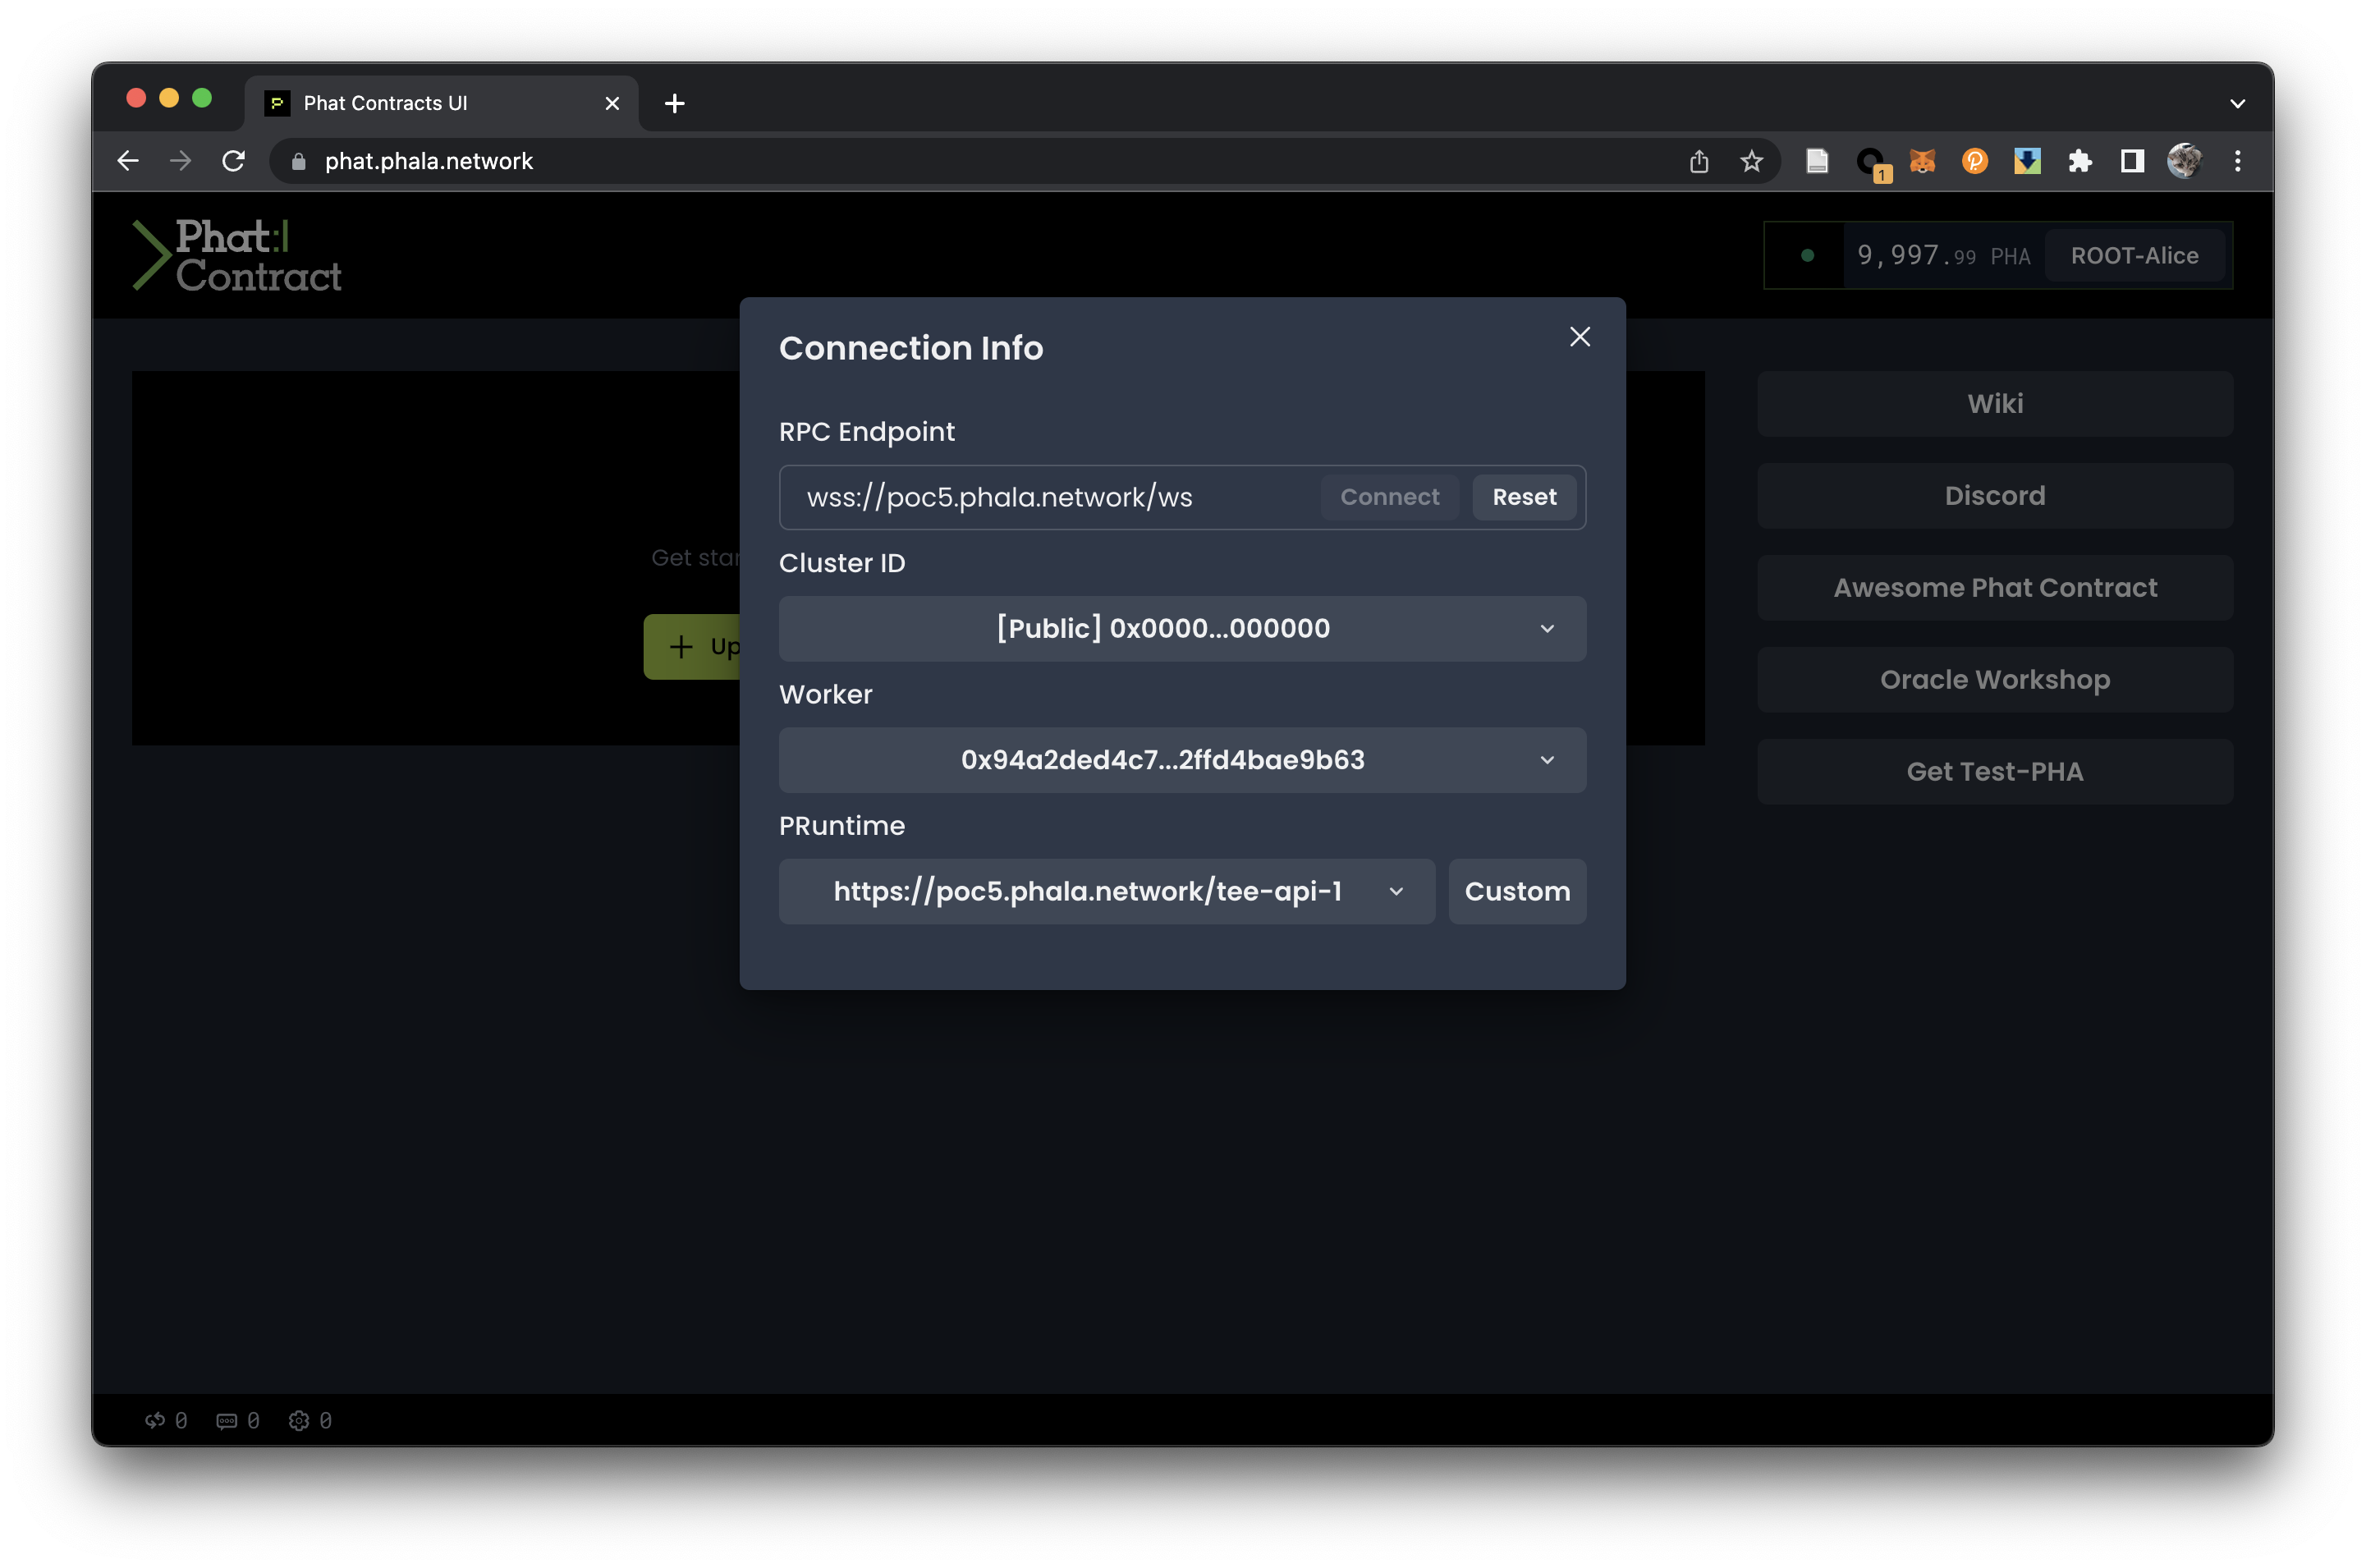 Phat Contracts UI
phat.phala.network
1
Phat
Contract
9,997.99 PHA
ROOT-Alice
Connection Info
RPC Endpoint
wss://poc5.phala.network/ws
Connect
Reset
Cluster ID
[Public] 0x0000...000000
Worker
0x94a2ded4c7...2ffd4bae9b63
PRuntime
https://poc5.phala.network/tee-api-1
Custom
Get
Wiki
Discord
Awesome Phat Contract
Oracle Workshop
Get Test-PHA
0
0
0